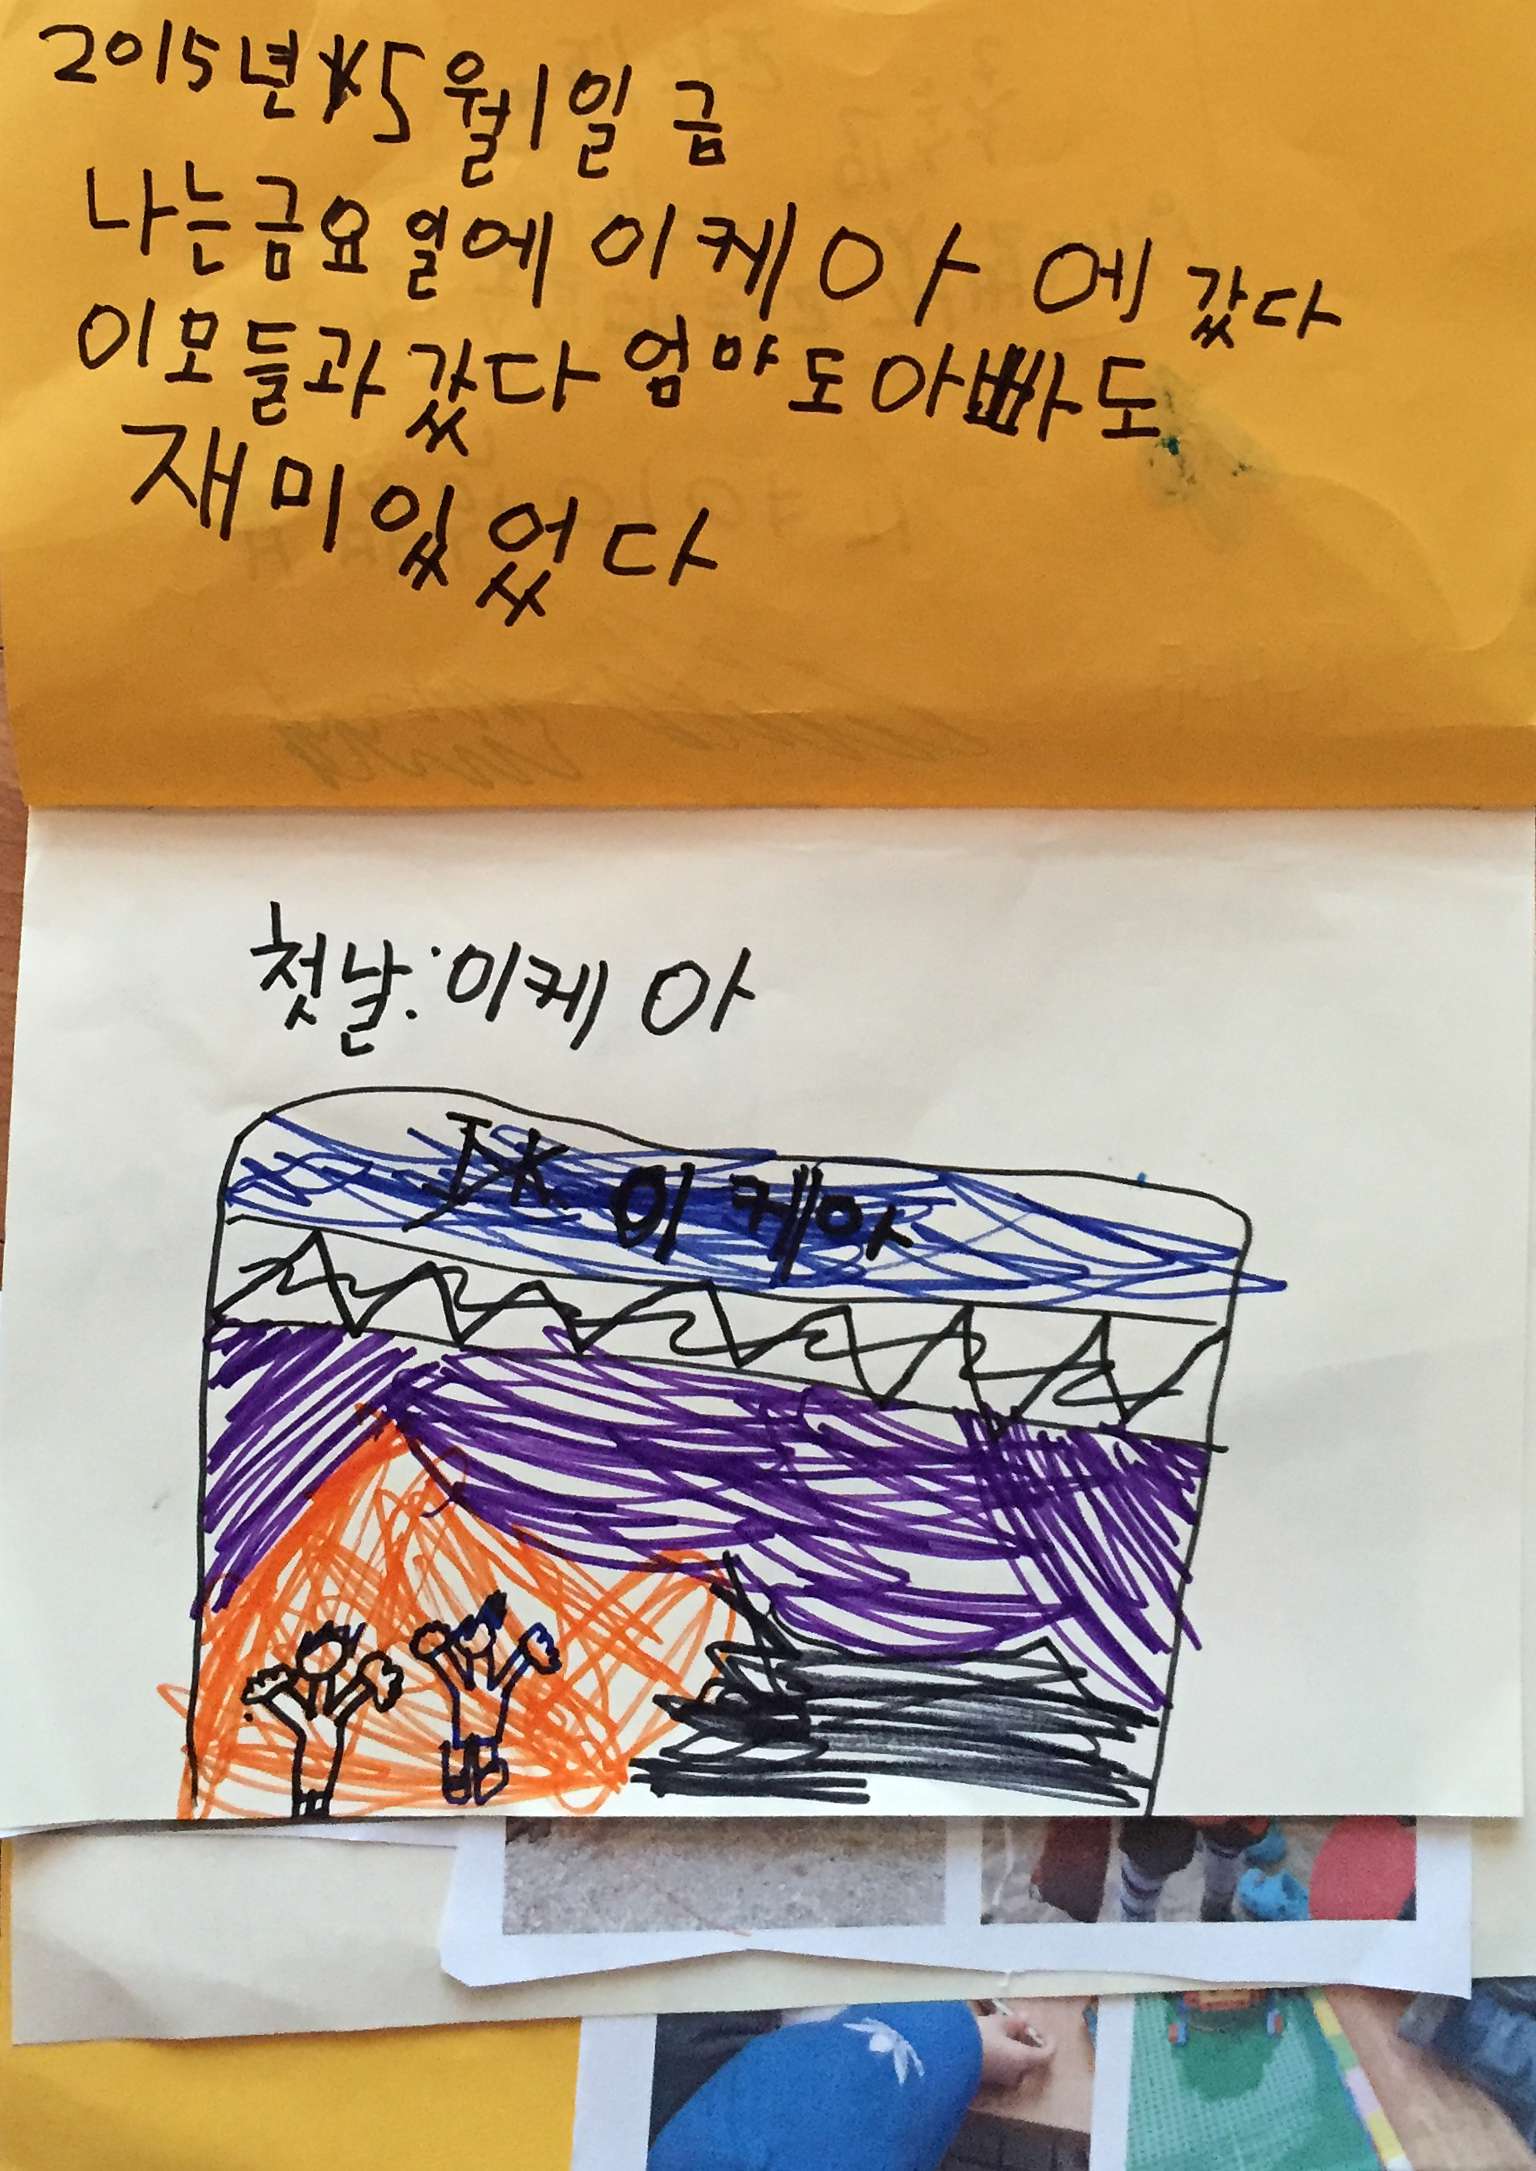 2015년 5월1일 금
나는금요일에 이케아 에 갔다
이모들과 갔다 엄마도아빠도
재미있었다
첫날:이케아
이케아